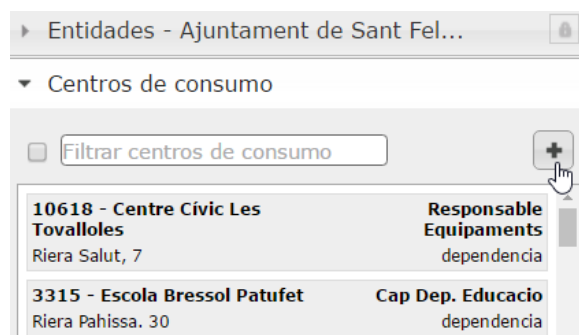 Entidades - Ajuntament de Sant Fel...
Centros de consumo
Filtrar centros de consumo
10618 - Centre Cívic Les Tovalloles
Responsable Equipaments
Riera Salut, 7
dependencia
3315 - Escola Bressol Patufet
Cap Dep. Educacio
Riera Pahissa. 30
dependencia